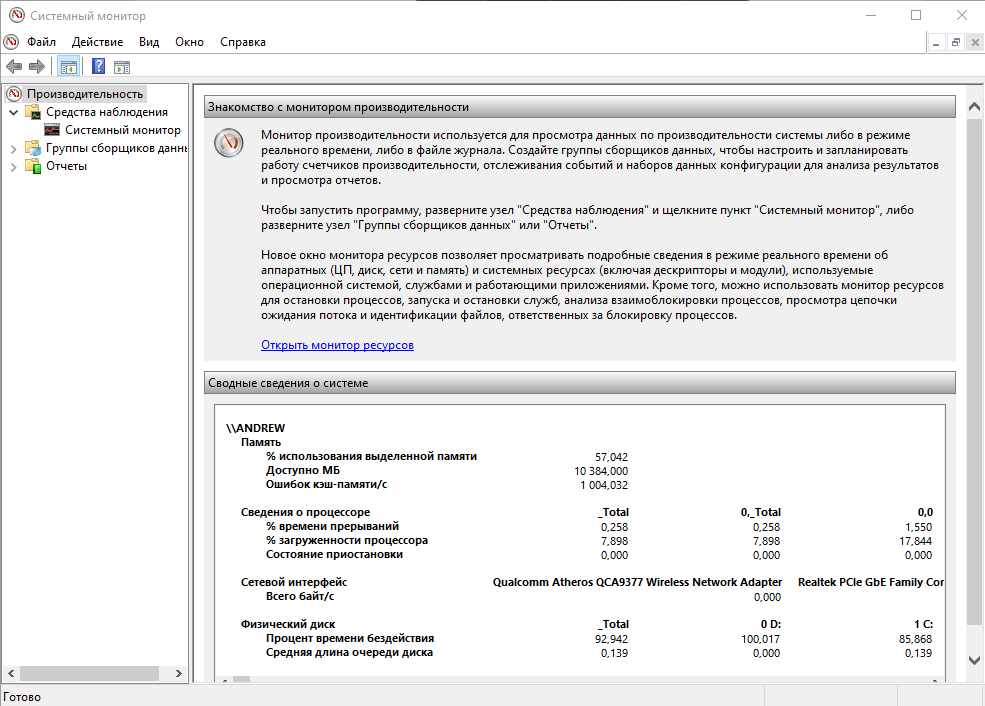 Системный монитор
Файл Действие Вид Окно Справка
Производительность
Средства наблюдения
Системный монитор
Группы сборщиков данн
Отчеты
Знакомство с монитором производительности
Монитор производительности используется для просмотра данных по производительности системы либо в режиме
реального времени, либо в файле журнала. Создайте группы сборщиков данных, чтобы настроить и запланировать
работу счетчиков производительности, отслеживания событий и наборов данных конфигурации для анализа результатов
и просмотра отчетов.
Чтобы запустить программу, разверните узел "Средства наблюдения" и щелкните пункт "Системный монитор", либо
разверните узел "Группы сборщиков данных" или "Отчеты".
Новое окно монитора ресурсов позволяет просматривать подробные сведения в режиме реального времени об
аппаратных (ЦП, диск, сети и память) и системных ресурсах (включая дескрипторы и модули), используемые
операционной системой, службами и работающими приложениями. Кроме того, можно использовать монитор ресурсов
для остановки процессов, запуска и остановки служб, анализа взаимоблокировки процессов, просмотра цепочки
ожидания потока и идентификации файлов, ответственных за блокировку процессов.
Открыть монитор ресурсов
Сводные сведения о системе
\\ANDREW
Память
% использования выделенной памяти 57,042
Доступно МБ 10 384,000
Ошибок кэш-памяти/с 1 004,032
Сведения о процессоре _Total 0,_Total 0,0
% времени прерываний 0,258 0,258 1,550
% загруженности процессора 7,898 7,898 17,844
Состояние приостановки 0,000 0,000 0,000
Сетевой интерфейс Qualcomm Atheros QCA9377 Wireless Network Adapter Realtek PCIe GbE Family Cor
Всего байт/с 0,000
Физический диск _Total 0 D: 1 C:
Процент времени бездействия 92,942 100,017 85,868
Средняя длина очереди диска 0,139 0,000 0,139
Готово